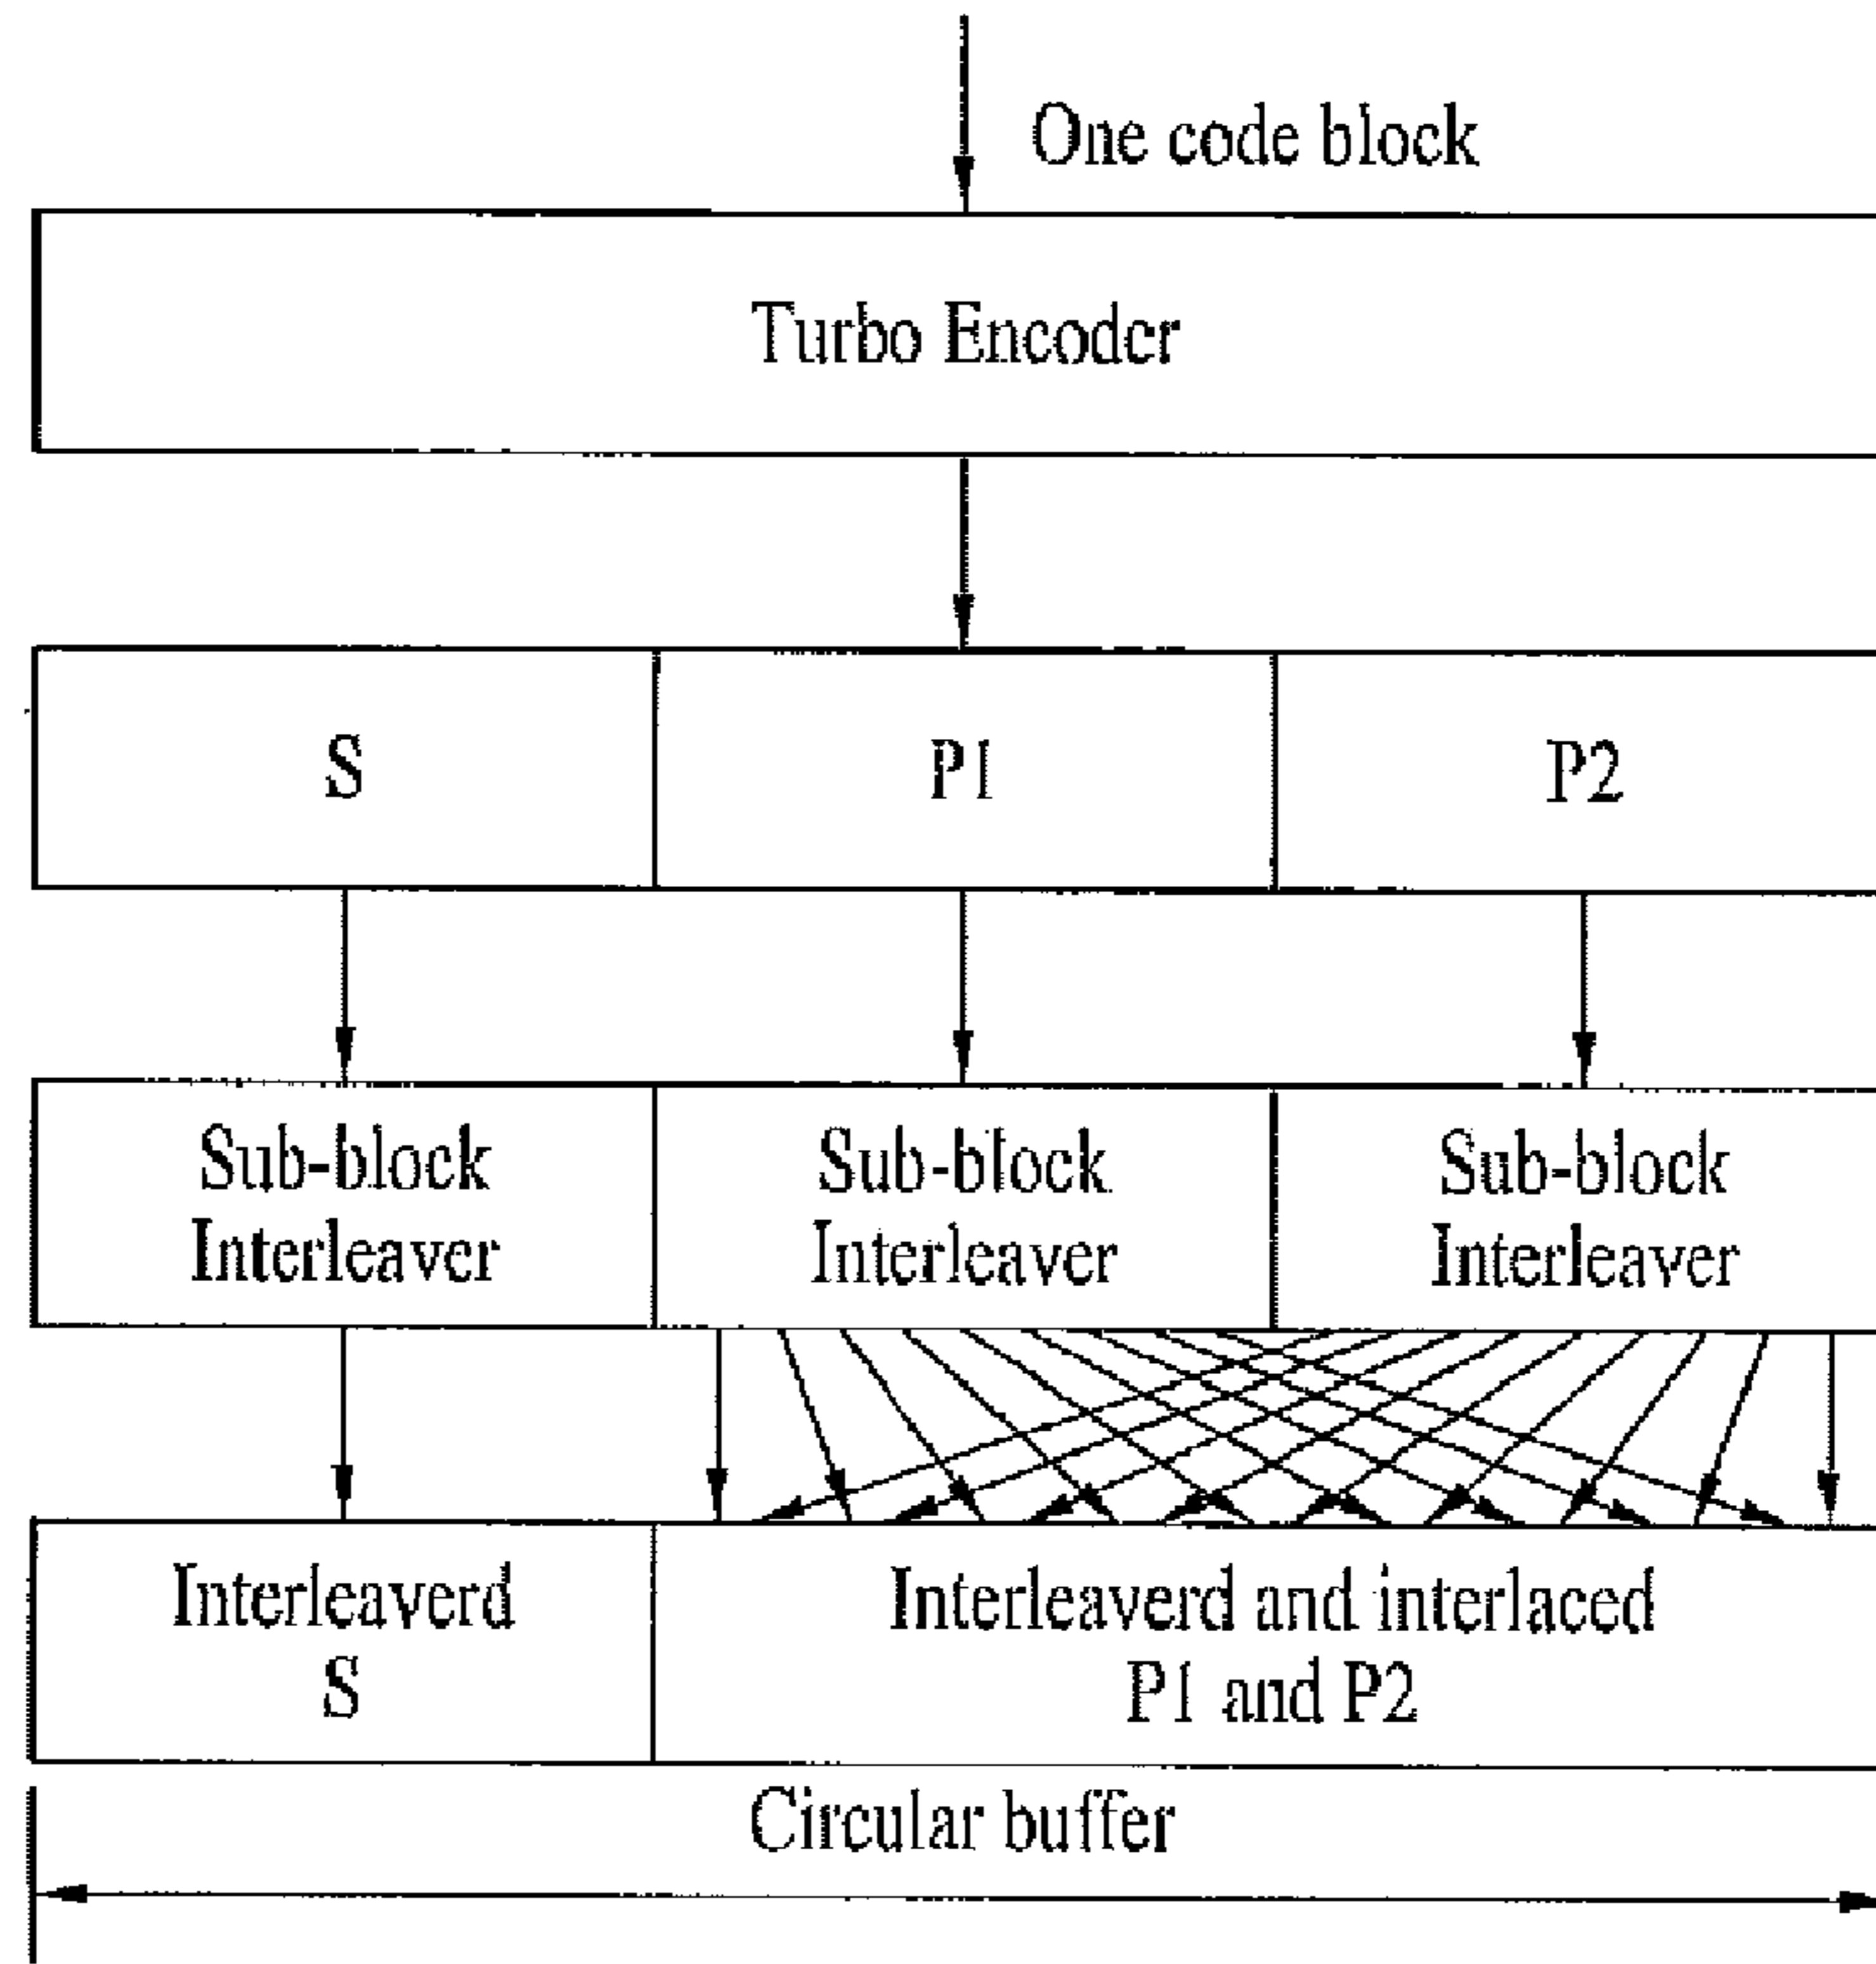 One code block
Turbo Encoder
S
P1
P2
Sub-block
Interleaver
Sub-block
Interleaver
Sub-block
Interleaver
Interleaverd
S
Interleaverd and interlaced
P1 and P2
Circular buffer